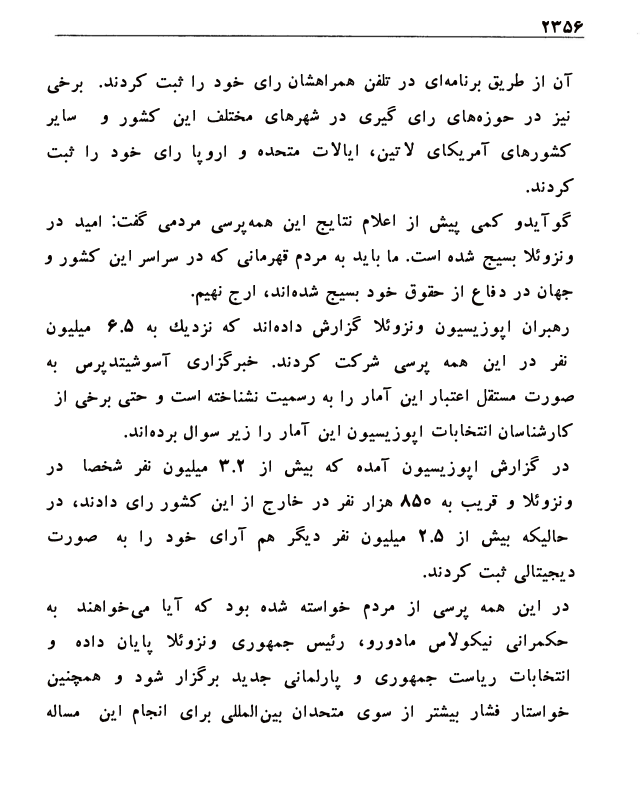 ۲۳۵۶
آن از طریق برنامه‌ای در تلفن همراهشان رای خود را ثبت کردند. برخی
نیز در حوزه‌های رای گیری در شهرهای مختلف این کشور و سایر
کشورهای آمریکای لاتین، ایالات متحده و اروپا رای خود را ثبت
کردند.
گوآیدو کمی پیش از اعلام نتایج این همه‌پرسی مردمی گفت: امید در
ونزوئلا بسیج شده است. ما باید به مردم قهرمانی که در سراسر این کشور و
جهان در دفاع از حقوق خود بسیج شده‌اند، ارج نهیم.
رهبران اپوزیسیون ونزوئلا گزارش داده‌اند که نزدیك به ۶.۵ میلیون
نفر در این همه پرسی شرکت کردند. خبرگزاری آسوشیتدپرس به
صورت مستقل اعتبار این آمار را به رسمیت نشناخته است و حتی برخی از
کارشناسان انتخابات اپوزیسیون این آمار را زیر سوال برده‌اند.
در گزارش اپوزیسیون آمده که بیش از ۳.۲ میلیون نفر شخصا در
ونزوئلا و قریب به ۸۵۰ هزار نفر در خارج از این کشور رای دادند، در
حالیکه بیش از ۲.۵ میلیون نفر دیگر هم آرای خود را به صورت
دیجیتالی ثبت کردند.
در این همه پرسی از مردم خواسته شده بود که آیا می‌خواهند به
حکمرانی نیکولاس مادورو، رئیس جمهوری ونزوئلا پایان داده و
انتخابات ریاست جمهوری و پارلمانی جدید برگزار شود و همچنین
خواستار فشار بیشتر از سوی متحدان بین‌المللی برای انجام این مساله